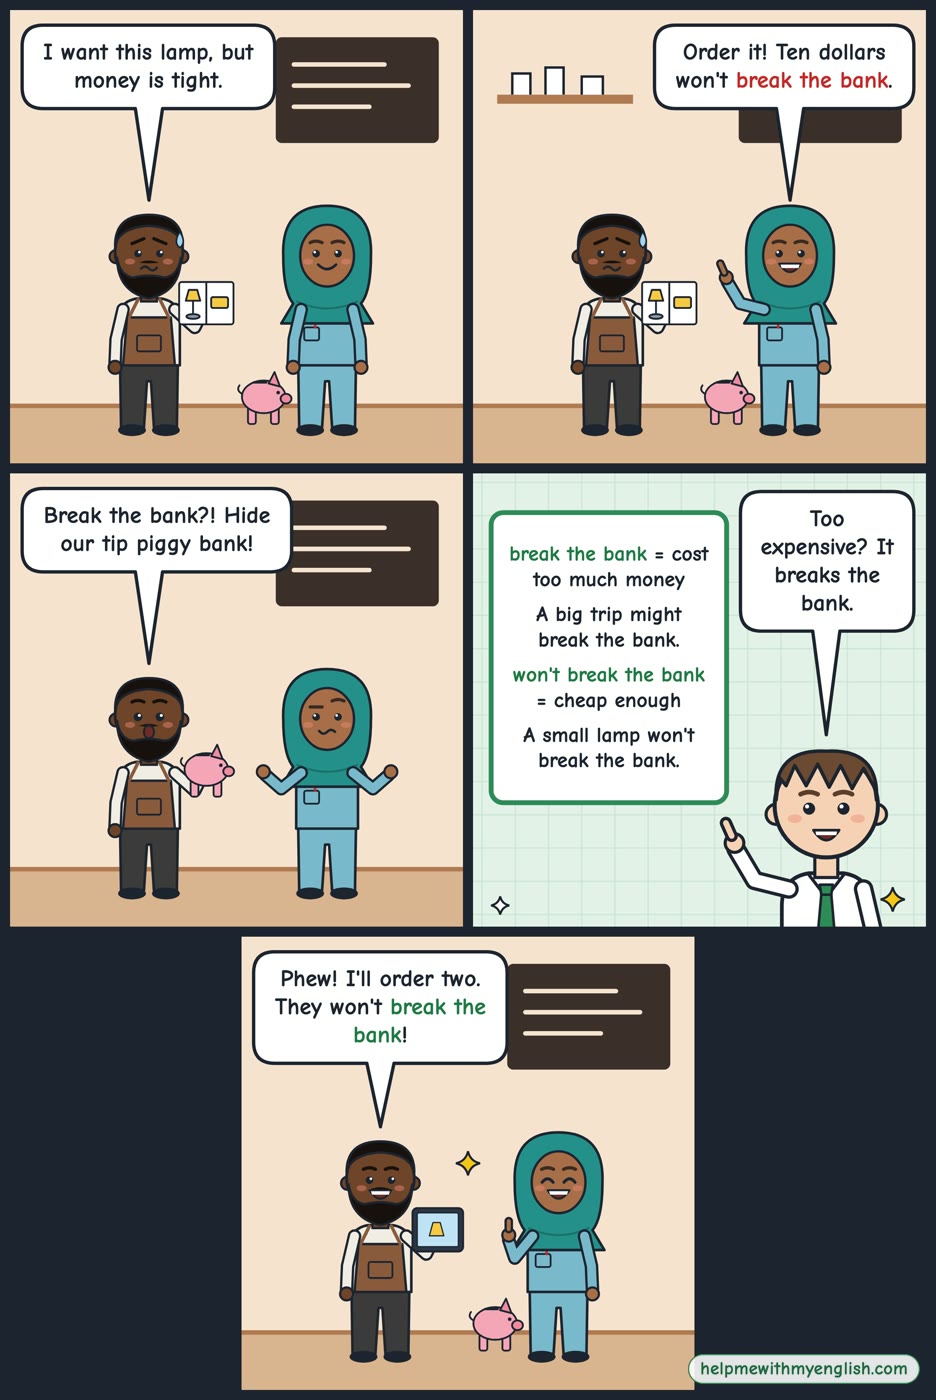 I want this lamp, but
money is tight.
Order it! Ten dollars
won't break the bank.
Break the bank?! Hide
our tip piggy bank!
break the bank = cost
too much money
A big trip might
break the bank.
won't break the bank
= cheap enough
A small lamp won't
break the bank.
Too
expensive? It
breaks the
bank.
Phew! I'll order two.
They won't break the
bank!
helpmewithmyenglish.com